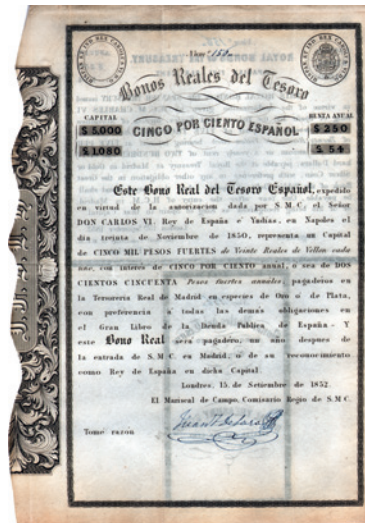 Bonos Reales del Tesoro
CAPITAL
RENTA ANUAL
$ 5,000
CINCO POR CIENTO ESPAÑOL
$ 250
$ 1.080
$ 54
Este Bono Real del Tesoro Español, expedido
en virtud de la autorizacion dada por S.M.C. el Señor
DON CARLOS VI. Rey de España é Yndias, en Napoles el
dia treinta de Noviembre de 1850, representa un Capital
de CINCO MIL PESOS FUERTES de Veinte Reales de Vellon cada
uno, con interés de CINCO POR CIENTO anual, ó sea de DOS
CIENTOS CINCUENTA Pesos fuertes anuales, pagaderos en
la Tesoreria Real de Madrid en especies de Oro ó de Plata,
con preferencia á todas las demás obligaciones en
el Gran Libro de la Deuda Publica de España. Y
este Bono Real será pagadero, un año despues de
la entrada de S.M.C. en Madrid, ó de su reconocimiento
como Rey de España en dicha Capital.
Londres, 15. de Setiembre de 1852.
El Mariscal de Campo, Comisario Regio de S.M.C.
Tomé razon